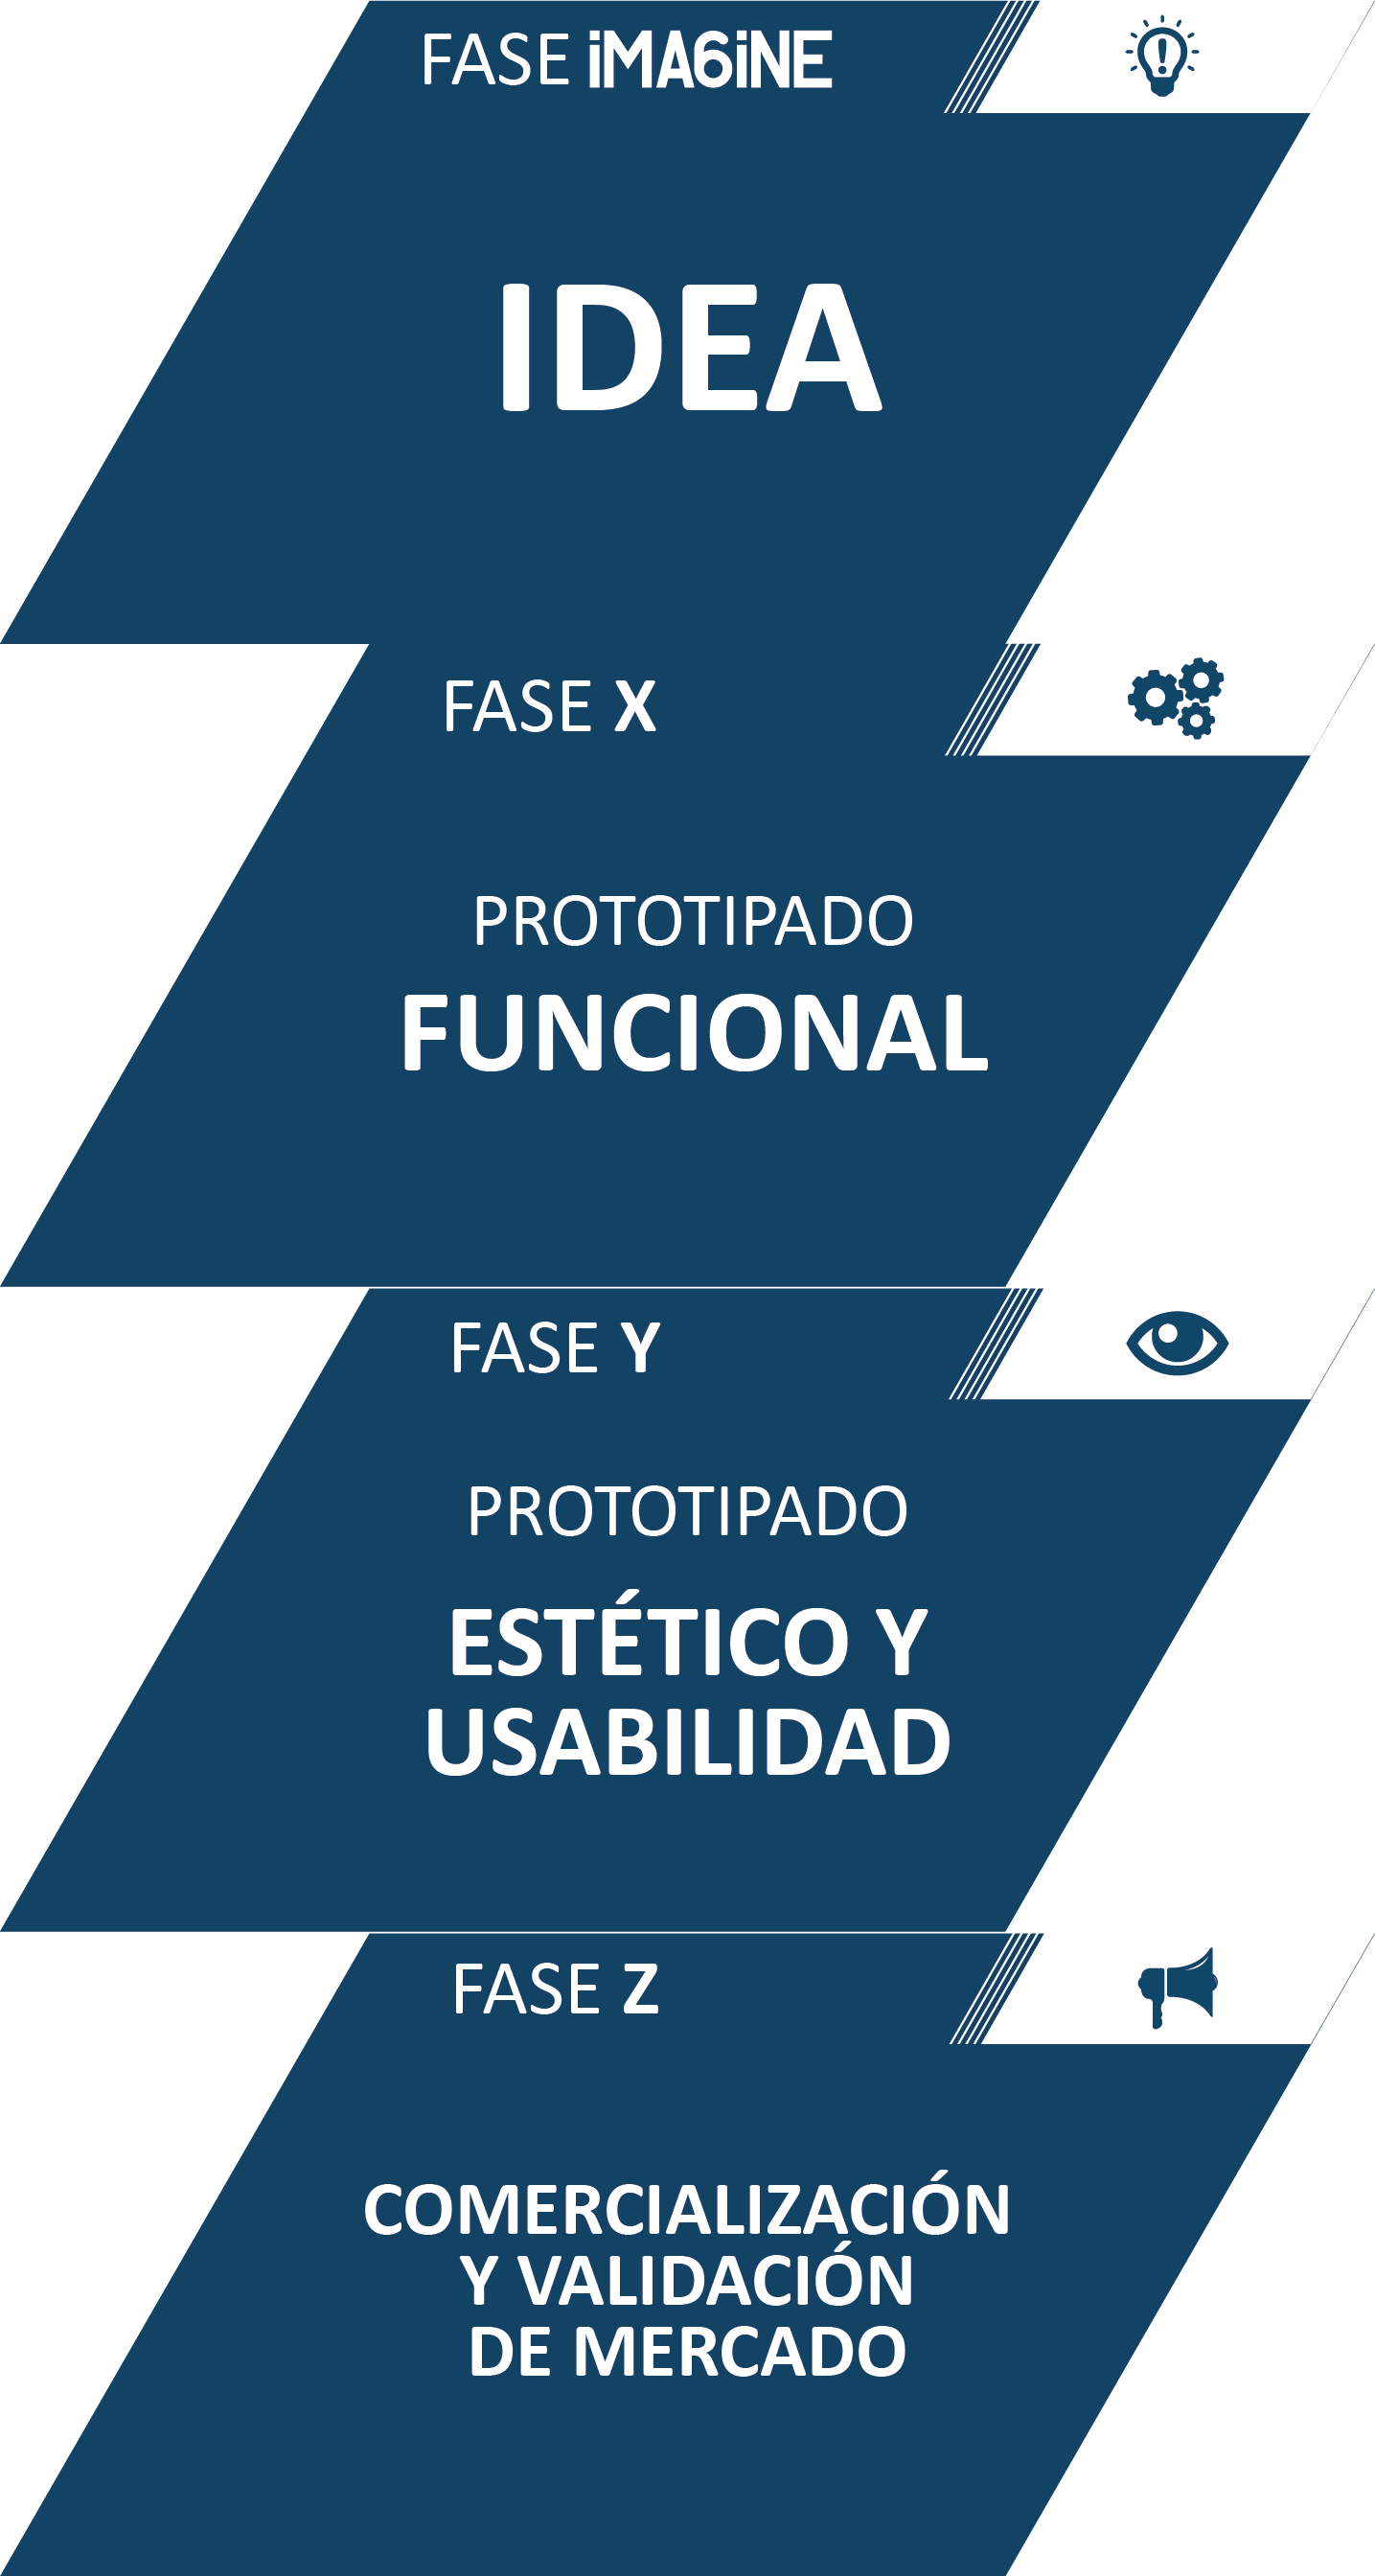 FASE iMA6iNE
IDEA
FASE X
PROTOTIPADO
FUNCIONAL
FASE Y
PROTOTIPADO
ESTÉTICO Y
USABILIDAD
FASE Z
COMERCIALIZACIÓN
Y VALIDACIÓN
DE MERCADO